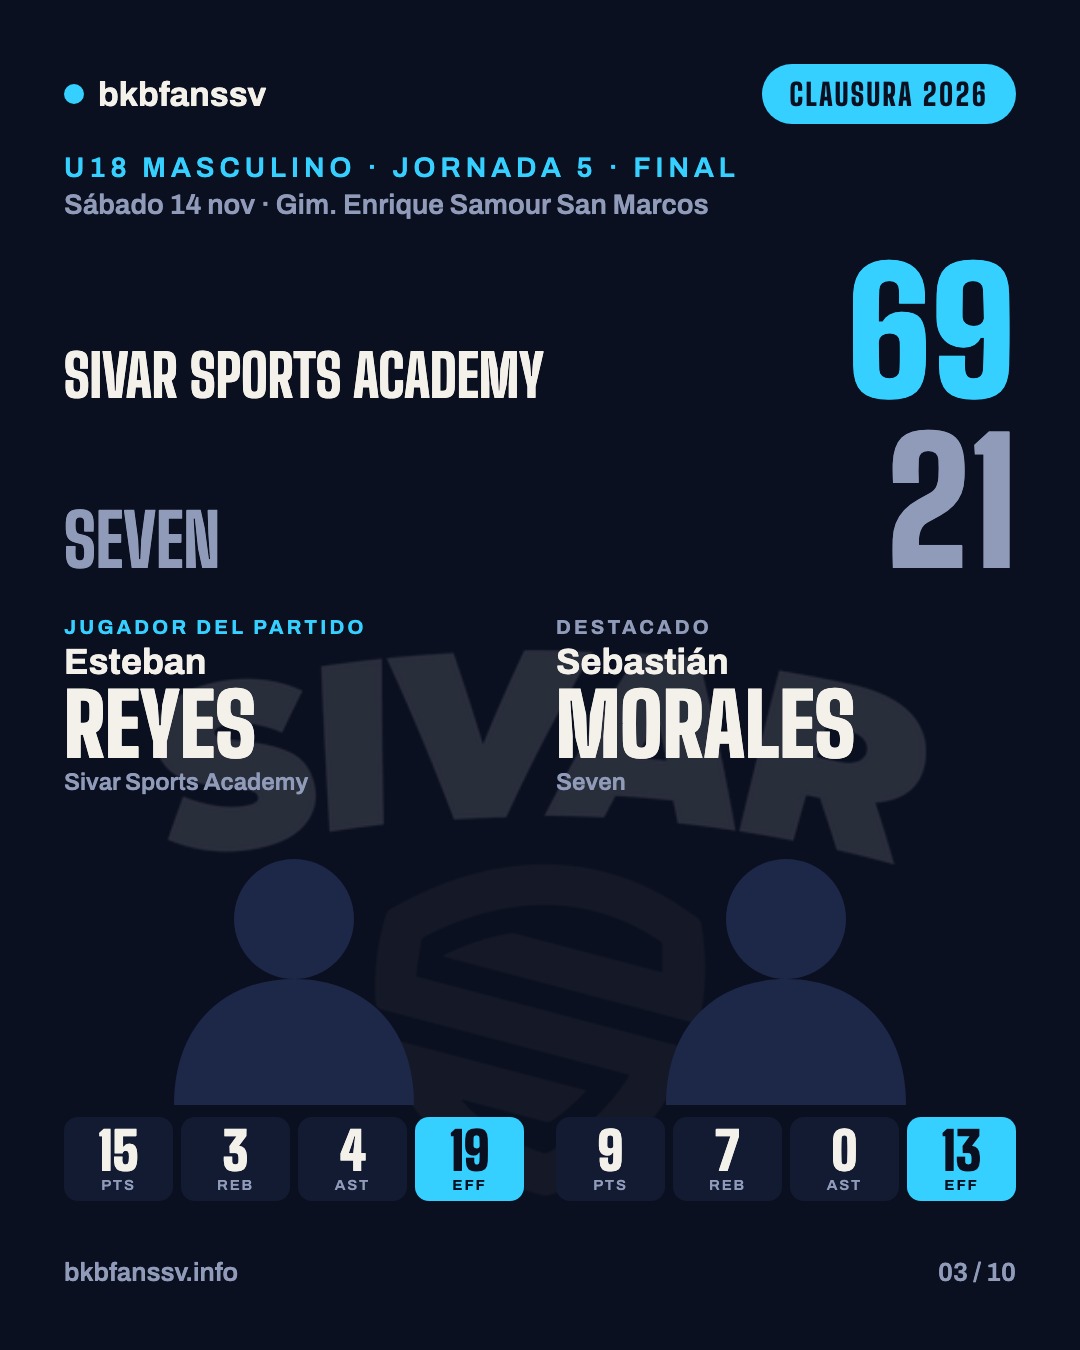 bkbfanssv
CLAUSURA 2026
U18 MASCULINO · JORNADA 5 · FINAL
Sábado 14 nov · Gim. Enrique Samour San Marcos
SIVAR SPORTS ACADEMY
69
SEVEN
21
JUGADOR DEL PARTIDO
Esteban
REYES
Sivar Sports Academy
DESTACADO
Sebastián
MORALES
Seven
SIVAR
15
PTS
3
REB
4
AST
19
EFF
9
PTS
7
REB
0
AST
13
EFF
bkbfanssv.info
03 / 10